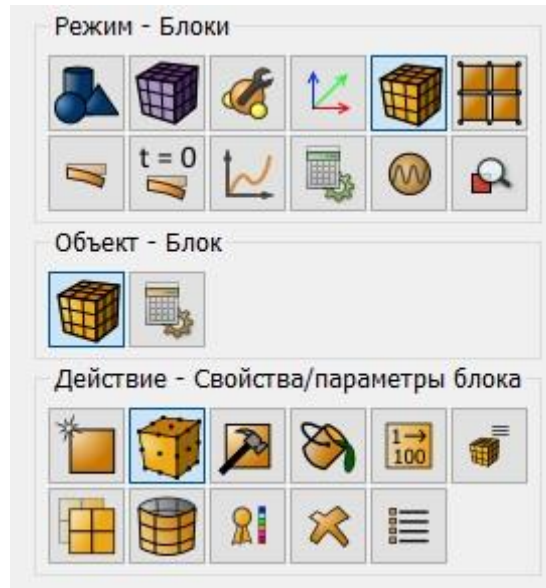 Режим - Блоки
t = 0
Объект - Блок
Действие - Свойства/параметры блока
1→
100